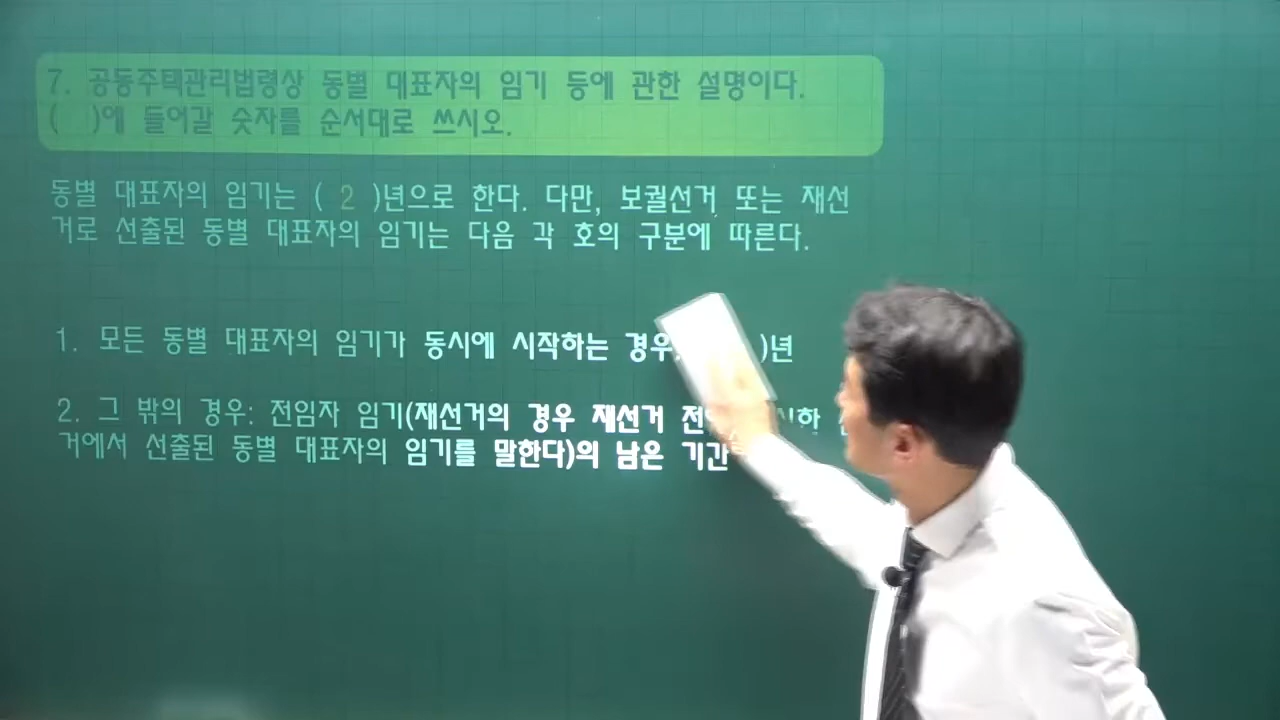 7. 공동주택관리법령상 동별 대표자의 임기 등에 관한 설명이다.
(  )에 들어갈 숫자를 순서대로 쓰시오.
동별 대표자의 임기는 ( 2 )년으로 한다. 다만, 보궐선거 또는 재선
거로 선출된 동별 대표자의 임기는 다음 각 호의 구분에 따른다.
1. 모든 동별 대표자의 임기가 동시에 시작하는 경우: )년
2. 그 밖의 경우: 전임자 임기(재선거의 경우 재선거 전에
거에서 선출된 동별 대표자의 임기를 말한다)의 남은 기간